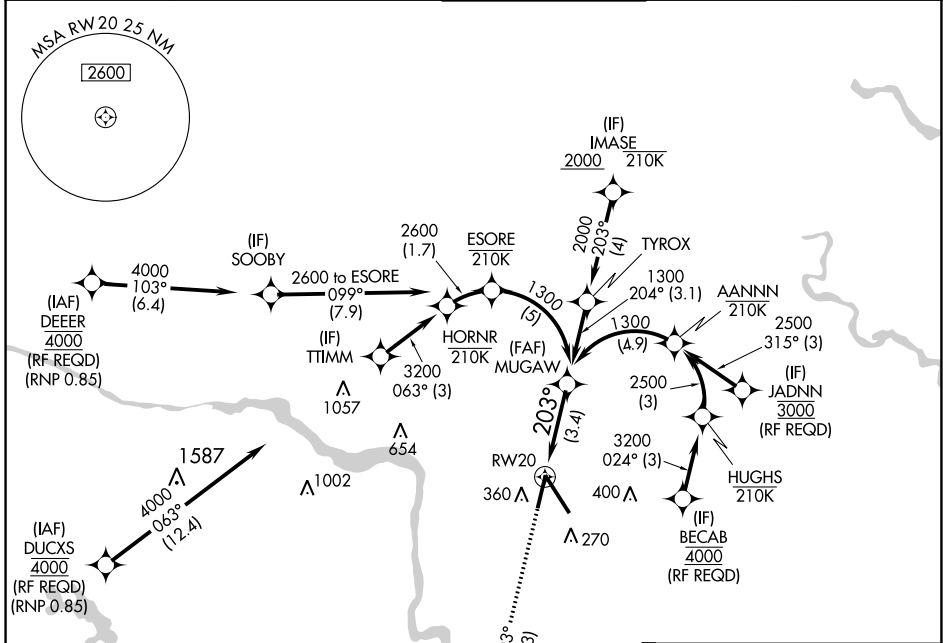 MSA RW20 25 NM
2600
(IF)
IMASE
2000
210K
2000
203°
(4)
TYROX
1300
204° (3.1)
(IF)
SOOBY
2600
(1.7)
ESORE
210K
4000
103°
(6.4)
2600 to ESORE
099°
(7.9)
(IAF)
DEEER
4000
(RF REQD)
(RNP 0.85)
(IF)
TTIMM
HORNR
210K
3200
063° (3)
1300
(5)
(FAF)
MUGAW
1300
(4.9)
AANNN
210K
2500
315° (3)
(IF)
JADNN
3000
(RF REQD)
2500
(3)
3200
024° (3)
HUGHS
210K
(IF)
BECAB
4000
(RF REQD)
203°
(3.4)
RW20
1057
654
1002
1587
360
400
270
4000
063°
(12.4)
(IAF)
DUCXS
4000
(RF REQD)
(RNP 0.85)